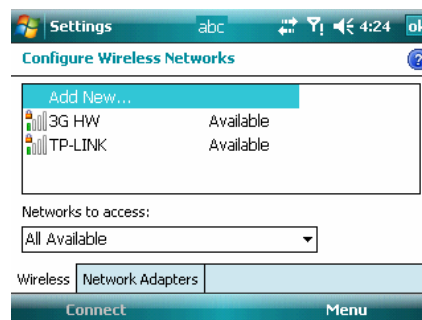 Settings abc 4:24 ok
Configure Wireless Networks ?
Add New...
3G HW Available
TP-LINK Available
Networks to access:
All Available
Wireless Network Adapters
Connect Menu